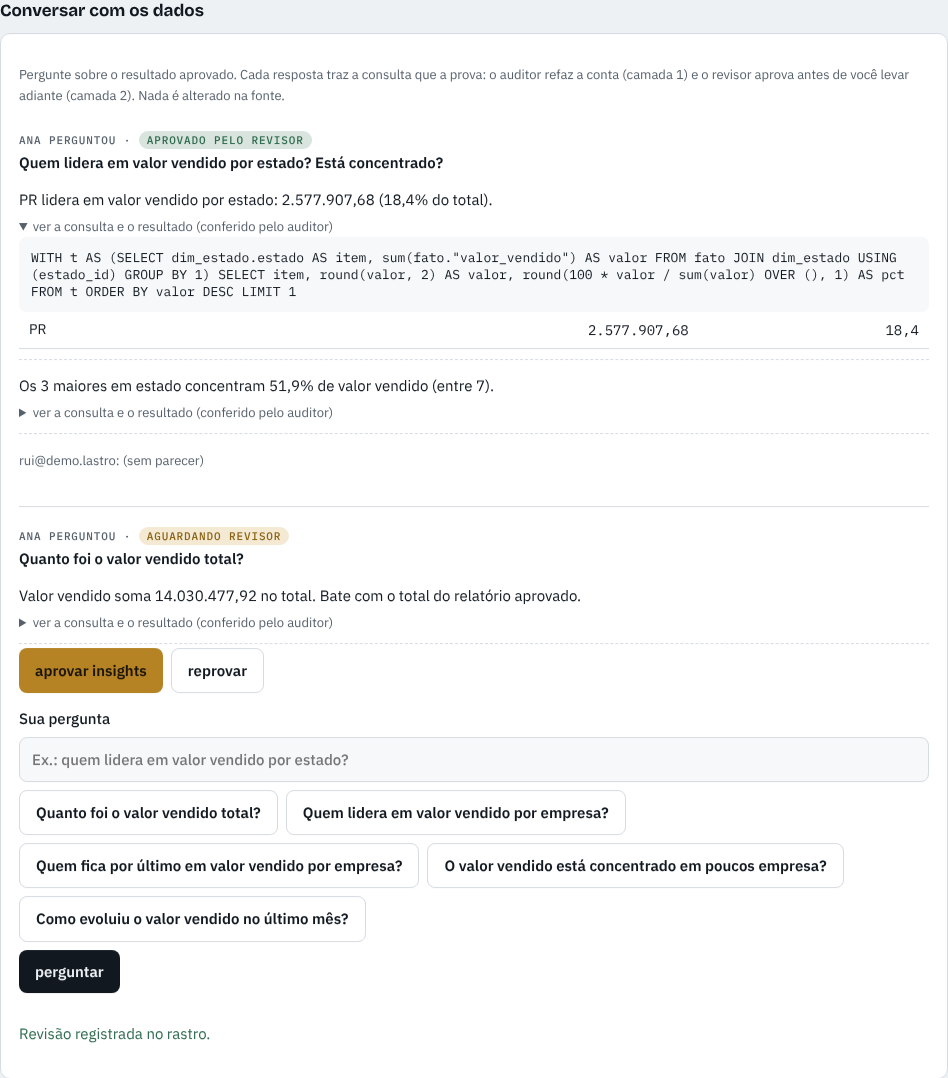 Conversar com os dados
Pergunte sobre o resultado aprovado. Cada resposta traz a consulta que a prova: o auditor refaz a conta (camada 1) e o revisor aprova antes de você levar
adiante (camada 2). Nada é alterado na fonte.
ANA PERGUNTOU · APROVADO PELO REVISOR
Quem lidera em valor vendido por estado? Está concentrado?
PR lidera em valor vendido por estado: 2.577.907,68 (18,4% do total).
▼ ver a consulta e o resultado (conferido pelo auditor)
WITH t AS (SELECT dim_estado.estado AS item, sum(fato."valor_vendido") AS valor FROM fato JOIN dim_estado USING
(estado_id) GROUP BY 1) SELECT item, round(valor, 2) AS valor, round(100 * valor / sum(valor) OVER (), 1) AS pct
FROM t ORDER BY valor DESC LIMIT 1
PR 2.577.907,68 18,4
Os 3 maiores em estado concentram 51,9% de valor vendido (entre 7).
▶ ver a consulta e o resultado (conferido pelo auditor)
rui@demo.lastro: (sem parecer)
ANA PERGUNTOU · AGUARDANDO REVISOR
Quanto foi o valor vendido total?
Valor vendido soma 14.030.477,92 no total. Bate com o total do relatório aprovado.
▶ ver a consulta e o resultado (conferido pelo auditor)
aprovar insights reprovar
Sua pergunta
Ex.: quem lidera em valor vendido por estado?
Quanto foi o valor vendido total? Quem lidera em valor vendido por empresa?
Quem fica por último em valor vendido por empresa? O valor vendido está concentrado em poucos empresa?
Como evoluiu o valor vendido no último mês?
perguntar
Revisão registrada no rastro.